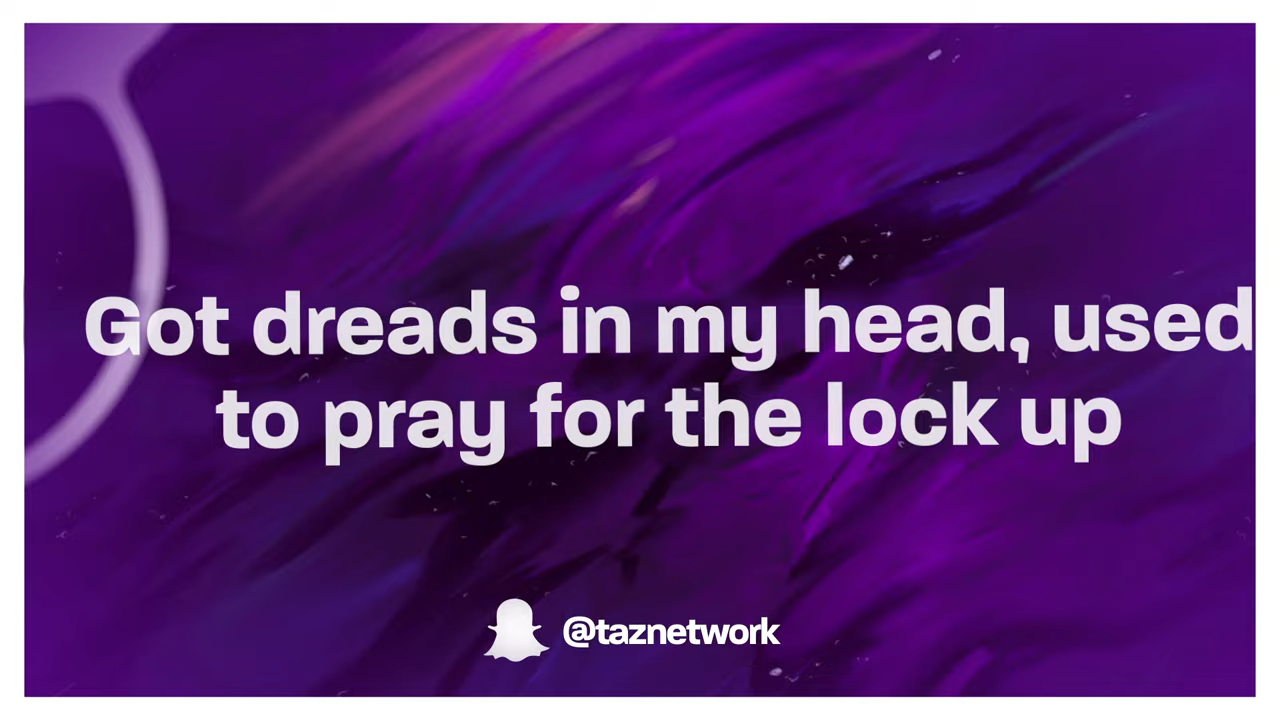 Got dreads in my head, used
to pray for the lock up
@taznetwork